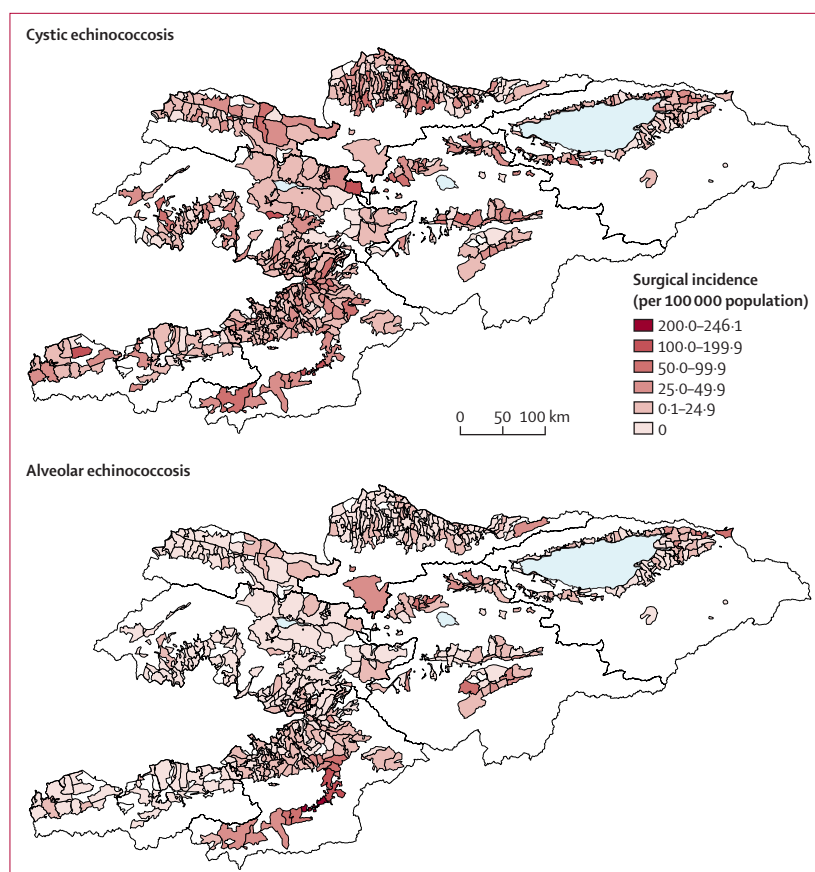 Cystic echinococcosis
Surgical incidence
(per 100 000 population)
200·0–246·1
100·0–199·9
50·0–99·9
25·0–49·9
0·1–24·9
0
0 50 100 km
Alveolar echinococcosis